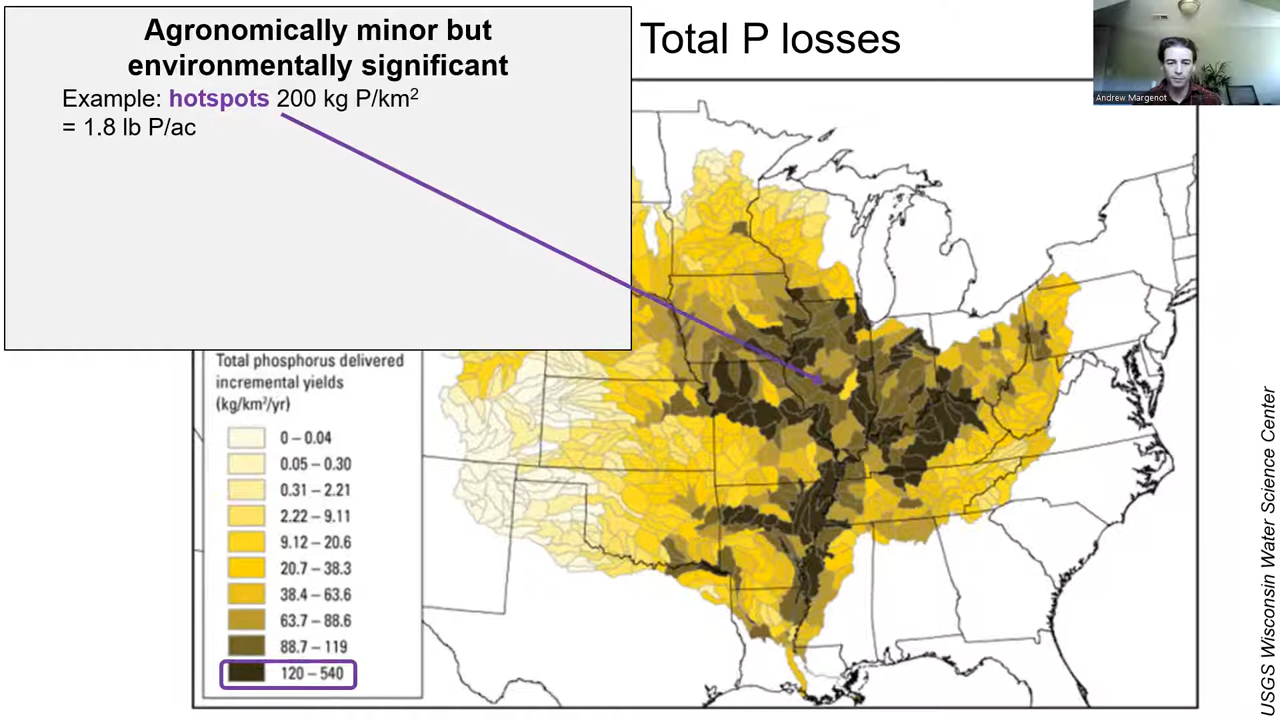 Agronomically minor but
environmentally significant
Example: hotspots 200 kg P/km²
= 1.8 lb P/ac
Total P losses
Andrew Margenot
Total phosphorus delivered
incremental yields
(kg/km²/yr)
0 – 0.04
0.05 – 0.30
0.31 – 2.21
2.22 – 9.11
9.12 – 20.6
20.7 – 38.3
38.4 – 63.6
63.7 – 88.6
88.7 – 119
120 – 540
USGS Wisconsin Water Science Center